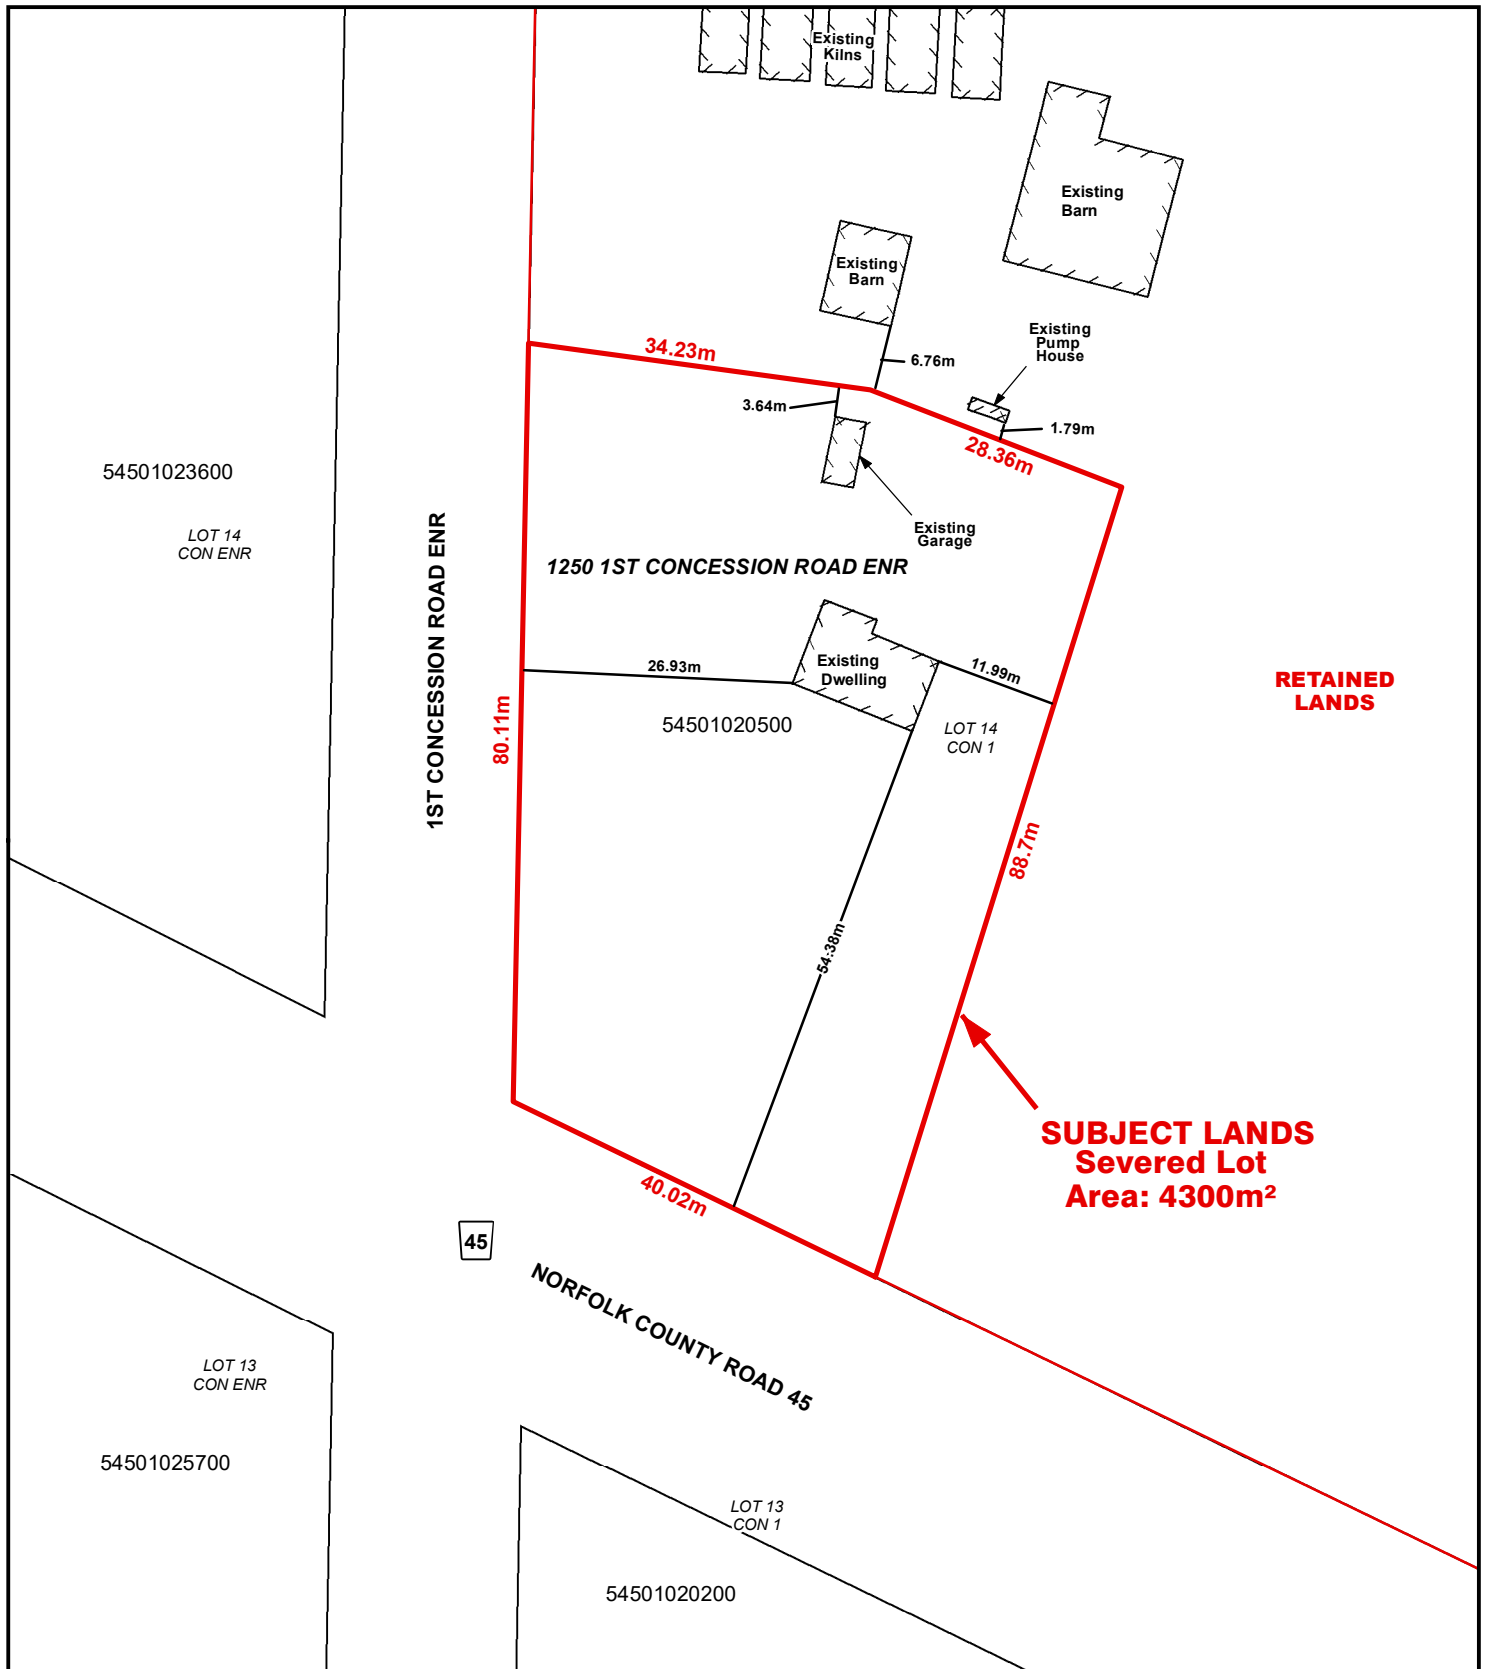 Existing
Kilns
Existing
Barn
Existing
Barn
Existing
Pump
House
34.23m
6.76m
3.64m
1.79m
28.36m
54501023600
LOT 14
CON ENR
Existing
Garage
1ST CONCESSION ROAD ENR
1250 1ST CONCESSION ROAD ENR
26.93m
Existing
Dwelling
11.99m
RETAINED
LANDS
80.11m
54501020500
LOT 14
CON 1
88.7m
54.38m
SUBJECT LANDS
Severed Lot
Area: 4300m²
40.02m
45
NORFOLK COUNTY ROAD 45
LOT 13
CON ENR
54501025700
LOT 13
CON 1
54501020200